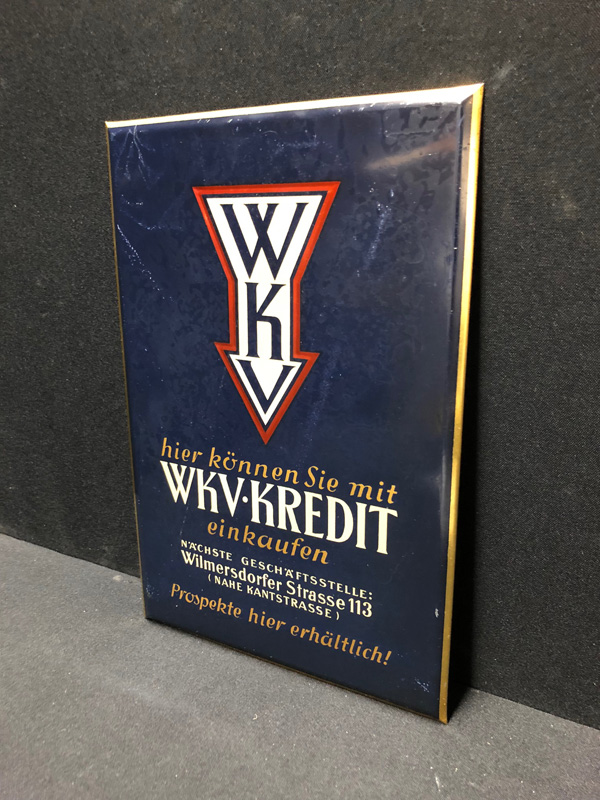 W
K
V
hier können Sie mit
WKV·KREDIT
einkaufen
NÄCHSTE GESCHÄFTSSTELLE:
Wilmersdorfer Strasse 113
( NAHE KANTSTRASSE )
Prospekte hier erhältlich!